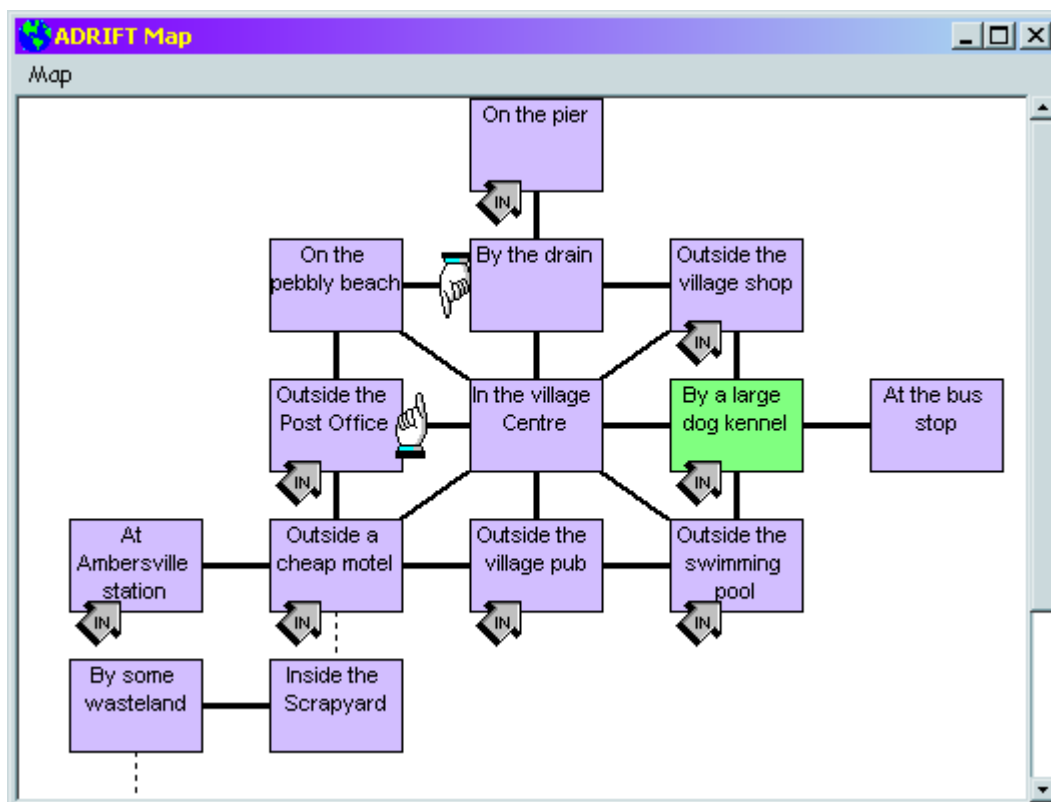 ADRIFT Map
Map
On the pier
IN
On the
pebbly beach
By the drain
Outside the
village shop
IN
Outside the
Post Office
IN
In the village
Centre
By a large
dog kennel
IN
At the bus
stop
At
Ambersville
station
IN
Outside a
cheap motel
IN
Outside the
village pub
IN
Outside the
swimming
pool
IN
By some
wasteland
Inside the
Scrapyard